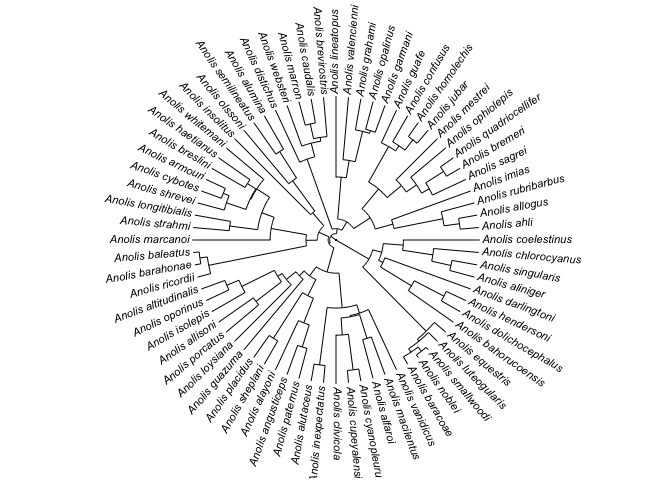 Anolis lineatopus
Anolis valencienni
Anolis grahami
Anolis opalinus
Anolis garmani
Anolis guafe
Anolis confusus
Anolis homolechis
Anolis jubar
Anolis mestrei
Anolis ophiolepis
Anolis quadriocellifer
Anolis bremeri
Anolis sagrei
Anolis imias
Anolis rubribarbus
Anolis allogus
Anolis ahli
Anolis coelestinus
Anolis chlorocyanus
Anolis singularis
Anolis aliniger
Anolis darlingtoni
Anolis hendersoni
Anolis dolichocephalus
Anolis bahorucoensis
Anolis equestris
Anolis luteogularis
Anolis smallwoodi
Anolis noblei
Anolis baracoae
Anolis vanidicus
Anolis macilentus
Anolis alfaroi
Anolis cyanopleuru
Anolis cupeyalensi
Anolis clivicola
Anolis inexpectatus
Anolis alutaceus
Anolis paternus
Anolis angusticeps
Anolis alayoni
Anolis sheplani
Anolis placidus
Anolis guazuma
Anolis loysiana
Anolis porcatus
Anolis allisoni
Anolis isolepis
Anolis oporinus
Anolis altitudinalis
Anolis ricordii
Anolis barahonae
Anolis baleatus
Anolis marcanoi
Anolis strahmi
Anolis longitibialis
Anolis shrevei
Anolis cybotes
Anolis armouri
Anolis breslini
Anolis haetianus
Anolis whitemani
Anolis insolitus
Anolis olssoni
Anolis semilineatus
Anolis alumina
Anolis distichus
Anolis websteri
Anolis marron
Anolis caudalis
Anolis brevirostris